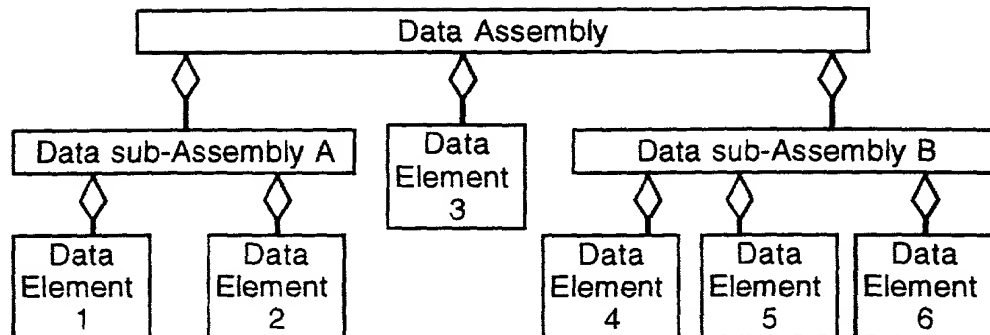 Data Assembly
Data sub-Assembly A
Data
Element
3
Data sub-Assembly B
Data
Element
1
Data
Element
2
Data
Element
4
Data
Element
5
Data
Element
6